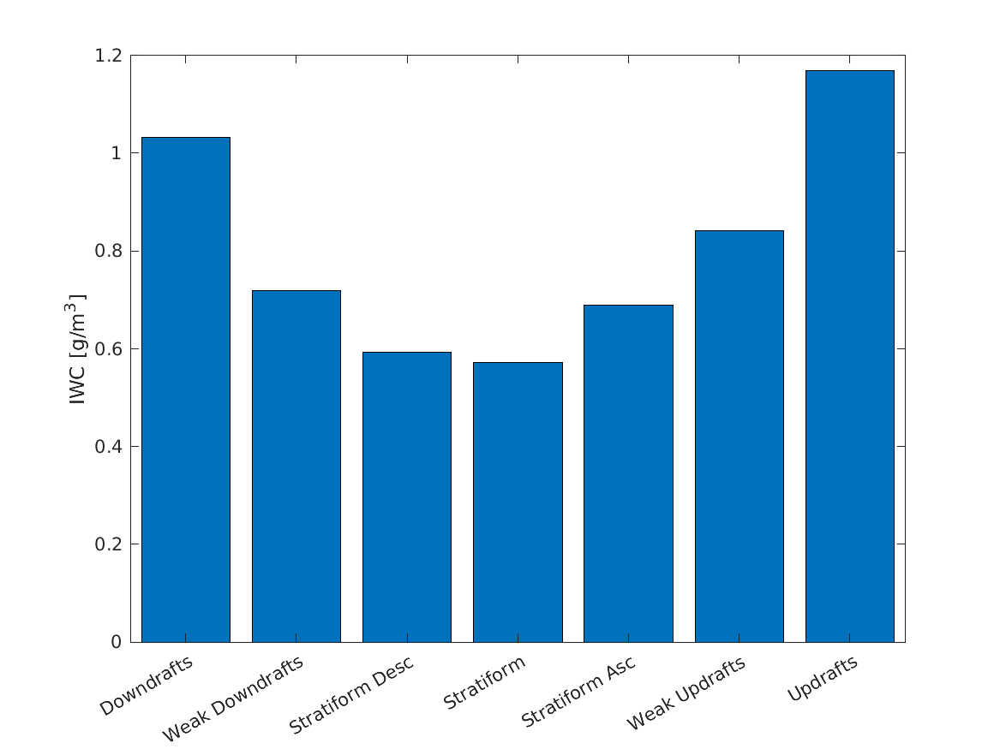 1.2
1
0.8
0.6
0.4
0.2
0
IWC [g/m³]
Downdrafts
Weak Downdrafts
Stratiform Desc
Stratiform
Stratiform Asc
Weak Updrafts
Updrafts